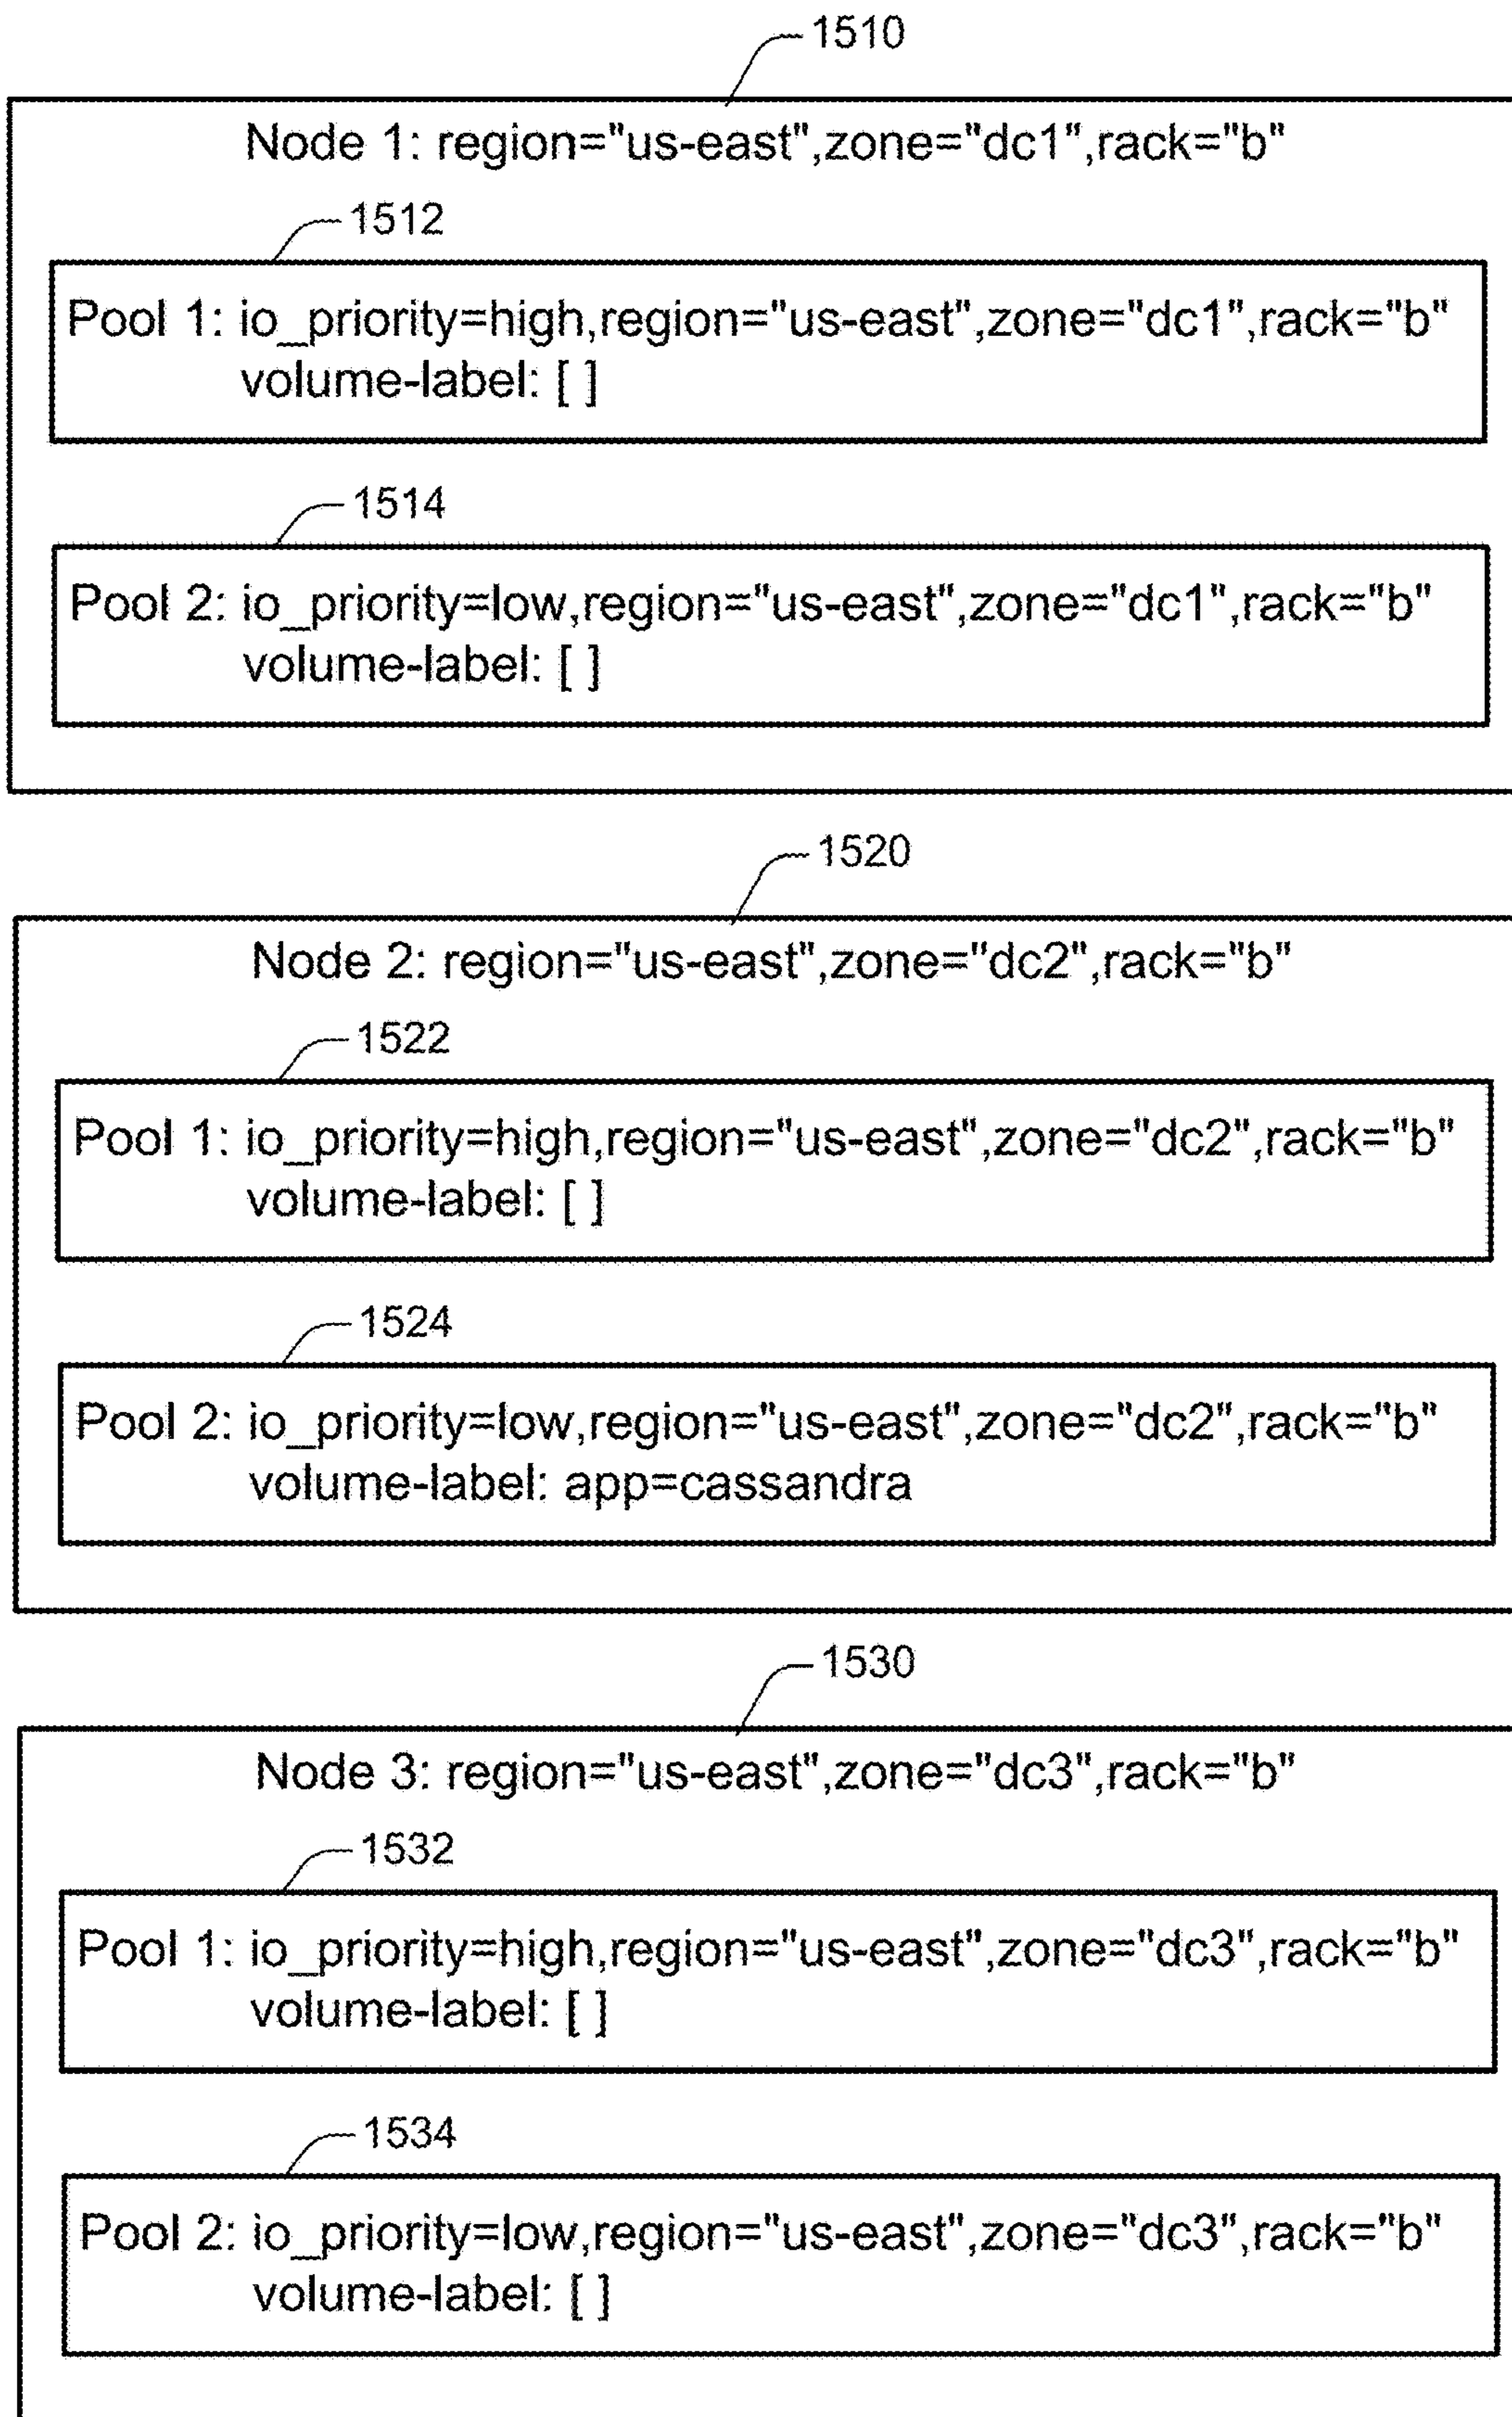 1510
Node 1: region="us-east",zone="dc1",rack="b"
1512
Pool 1: io_priority=high,region="us-east",zone="dc1",rack="b"
volume-label: [ ]
1514
Pool 2: io_priority=low,region="us-east",zone="dc1",rack="b"
volume-label: [ ]
1520
Node 2: region="us-east",zone="dc2",rack="b"
1522
Pool 1: io_priority=high,region="us-east",zone="dc2",rack="b"
volume-label: [ ]
1524
Pool 2: io_priority=low,region="us-east",zone="dc2",rack="b"
volume-label: app=cassandra
1530
Node 3: region="us-east",zone="dc3",rack="b"
1532
Pool 1: io_priority=high,region="us-east",zone="dc3",rack="b"
volume-label: [ ]
1534
Pool 2: io_priority=low,region="us-east",zone="dc3",rack="b"
volume-label: [ ]